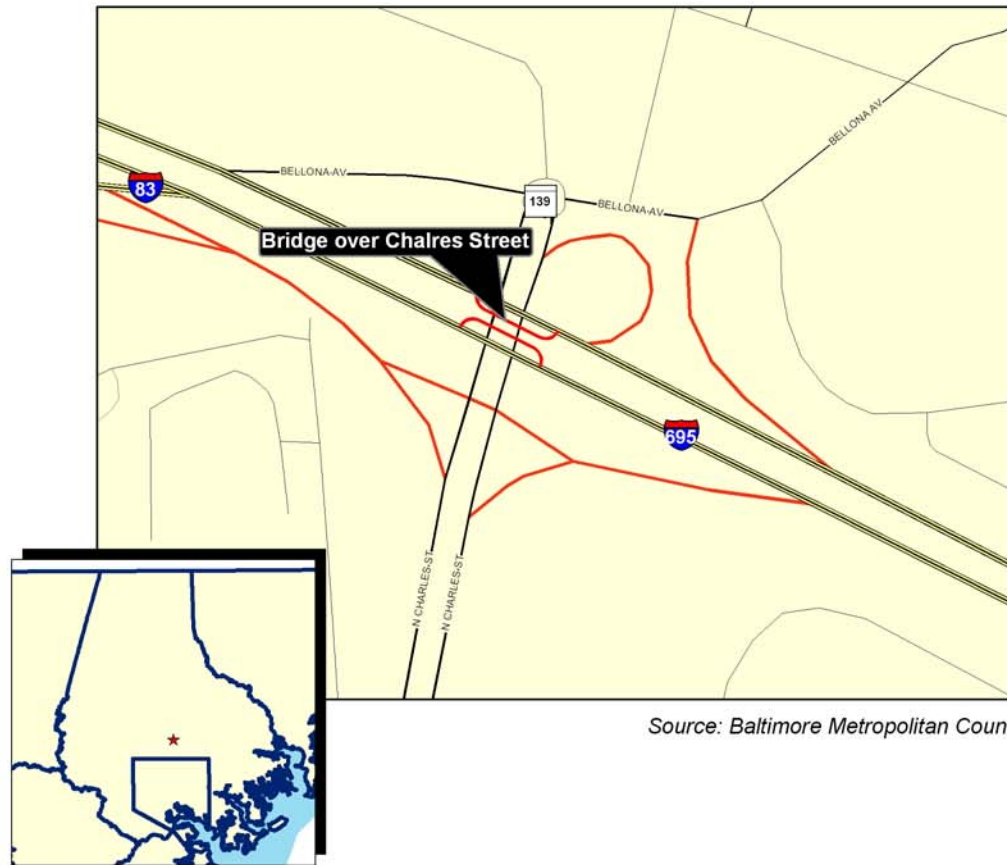 BELLONA AV
BELLONA AV
83
139
BELLONA AV
Bridge over Chalres Street
695
N CHARLES ST
N CHARLES ST
Source: Baltimore Metropolitan Coun